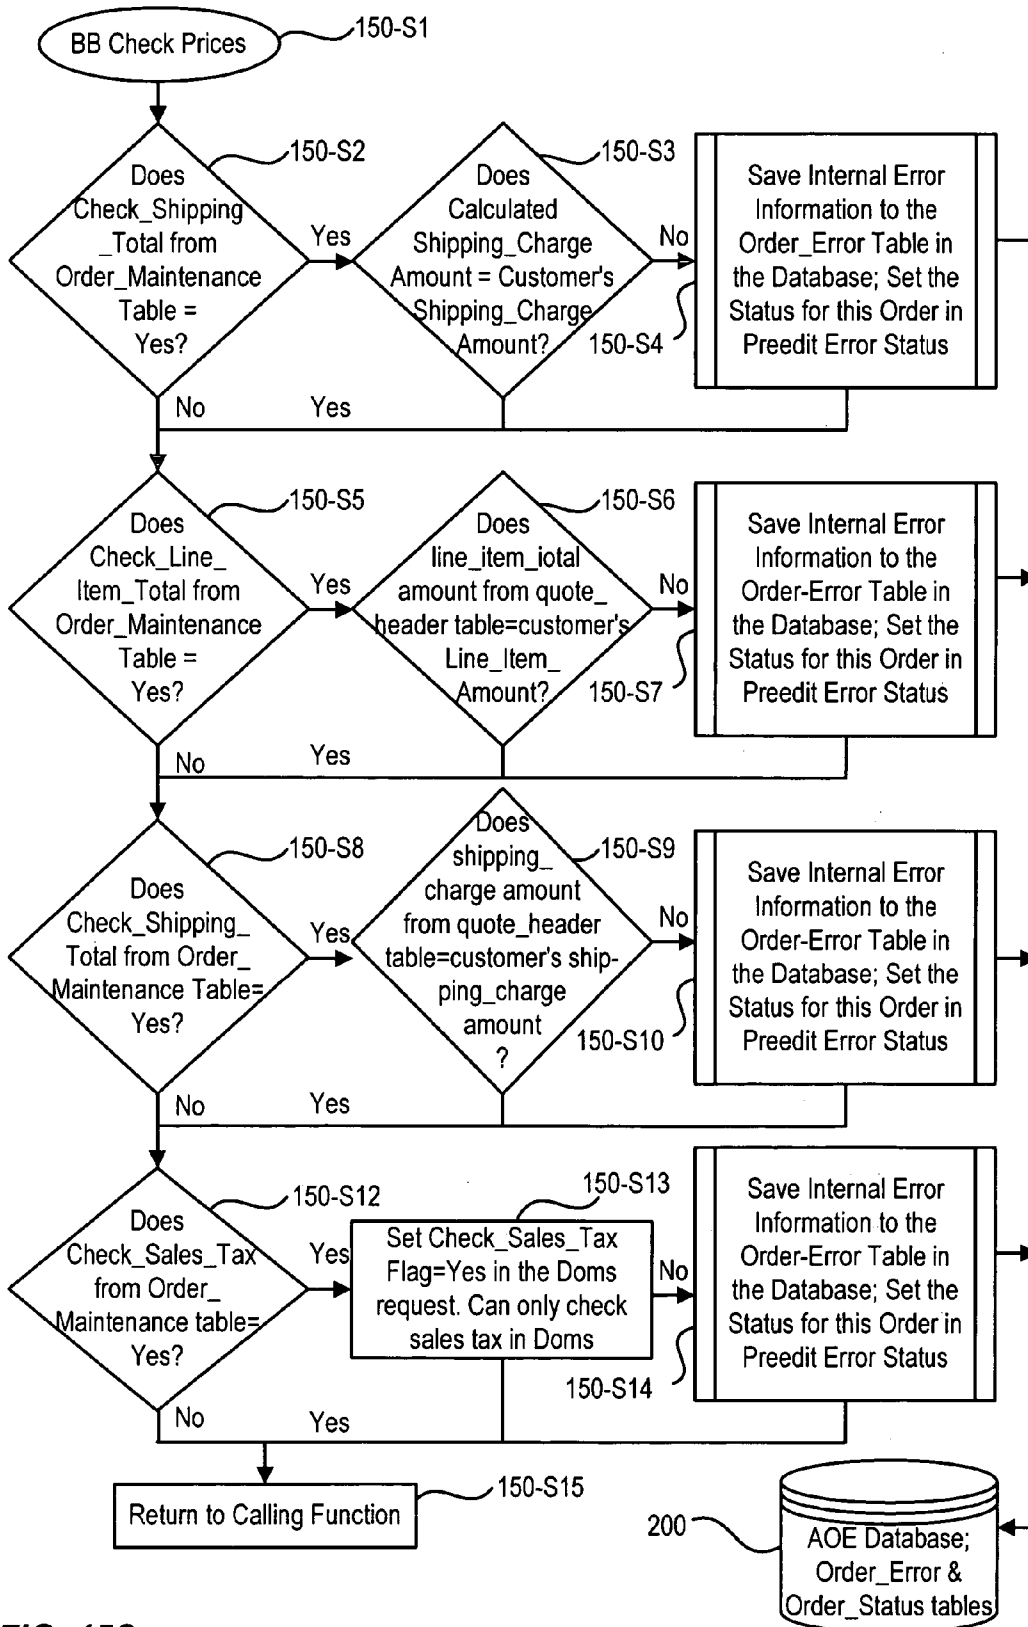 BB Check Prices
150-S1
150-S2
Does
Check_Shipping
_Total from
Order_Maintenance
Table =
Yes?
Yes
No
150-S3
Does
Calculated
Shipping_Charge
Amount = Customer's
Shipping_Charge
Amount?
No
Yes
150-S4
Save Internal Error
Information to the
Order_Error Table in
the Database; Set the
Status for this Order in
Preedit Error Status
150-S5
Does
Check_Line_
Item_Total from
Order_Maintenance
Table =
Yes?
Yes
No
150-S6
Does
line_item_iotal
amount from quote_
header table=customer's
Line_Item_
Amount?
No
Yes
150-S7
Save Internal Error
Information to the
Order-Error Table in
the Database; Set the
Status for this Order in
Preedit Error Status
150-S8
Does
Check_Shipping_
Total from Order_
Maintenance Table=
Yes?
Yes
No
150-S9
Does
shipping_
charge amount
from quote_header
table=customer's ship-
ping_charge
amount
?
No
Yes
150-S10
Save Internal Error
Information to the
Order-Error Table in
the Database; Set the
Status for this Order in
Preedit Error Status
150-S12
Does
Check_Sales_Tax
from Order_
Maintenance table=
Yes?
Yes
No
150-S13
Set Check_Sales_Tax
Flag=Yes in the Doms
request. Can only check
sales tax in Doms
No
Yes
150-S14
Save Internal Error
Information to the
Order-Error Table in
the Database; Set the
Status for this Order in
Preedit Error Status
Return to Calling Function
150-S15
200
AOE Database;
Order_Error &
Order_Status tables